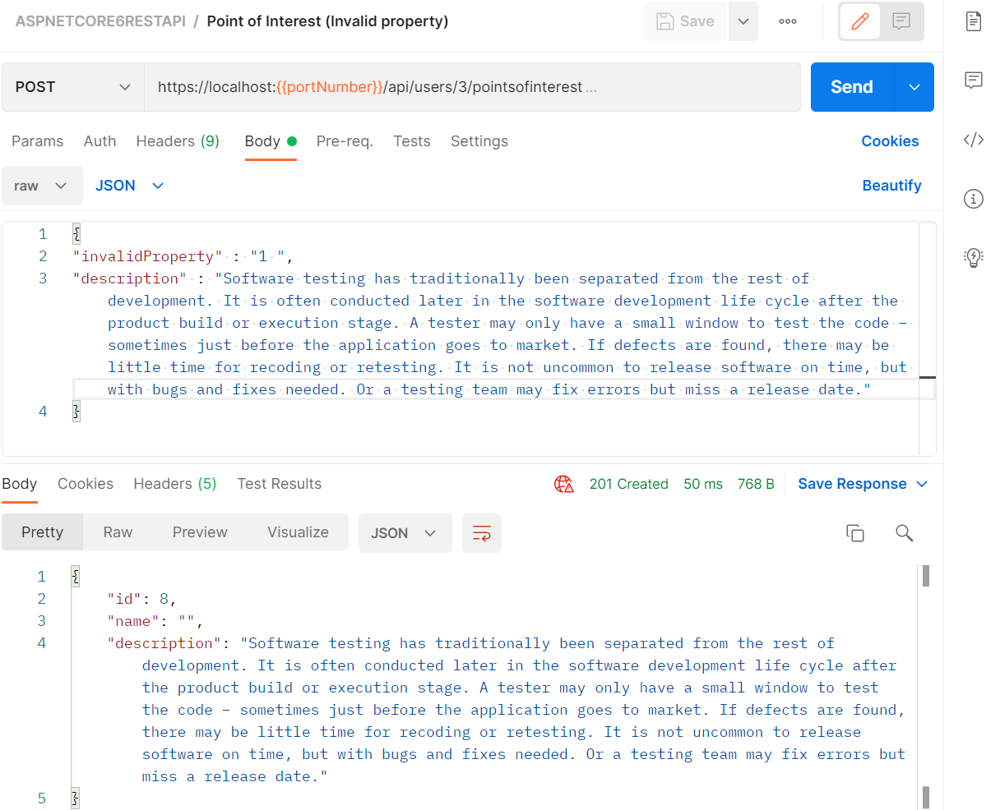 ASPNETCORE6RESTAPI / Point of Interest (Invalid property)
Save
POST
https://localhost:{{portNumber}}/api/users/3/pointsofinterest ...
Send
Params Auth Headers (9) Body Pre-req. Tests Settings
Cookies
raw JSON
Beautify
1 {
2 "invalidProperty" : "1 ",
3 "description" : "Software testing has traditionally been separated from the rest of
development. It is often conducted later in the software development life cycle after the
product build or execution stage. A tester may only have a small window to test the code –
sometimes just before the application goes to market. If defects are found, there may be
little time for recoding or retesting. It is not uncommon to release software on time, but
with bugs and fixes needed. Or a testing team may fix errors but miss a release date."
4 }
Body Cookies Headers (5) Test Results
201 Created 50 ms 768 B
Save Response
Pretty Raw Preview Visualize JSON
1 {
2 "id": 8,
3 "name": "",
4 "description": "Software testing has traditionally been separated from the rest of
development. It is often conducted later in the software development life cycle after
the product build or execution stage. A tester may only have a small window to test
the code – sometimes just before the application goes to market. If defects are found,
there may be little time for recoding or retesting. It is not uncommon to release
software on time, but with bugs and fixes needed. Or a testing team may fix errors but
miss a release date."
5 }